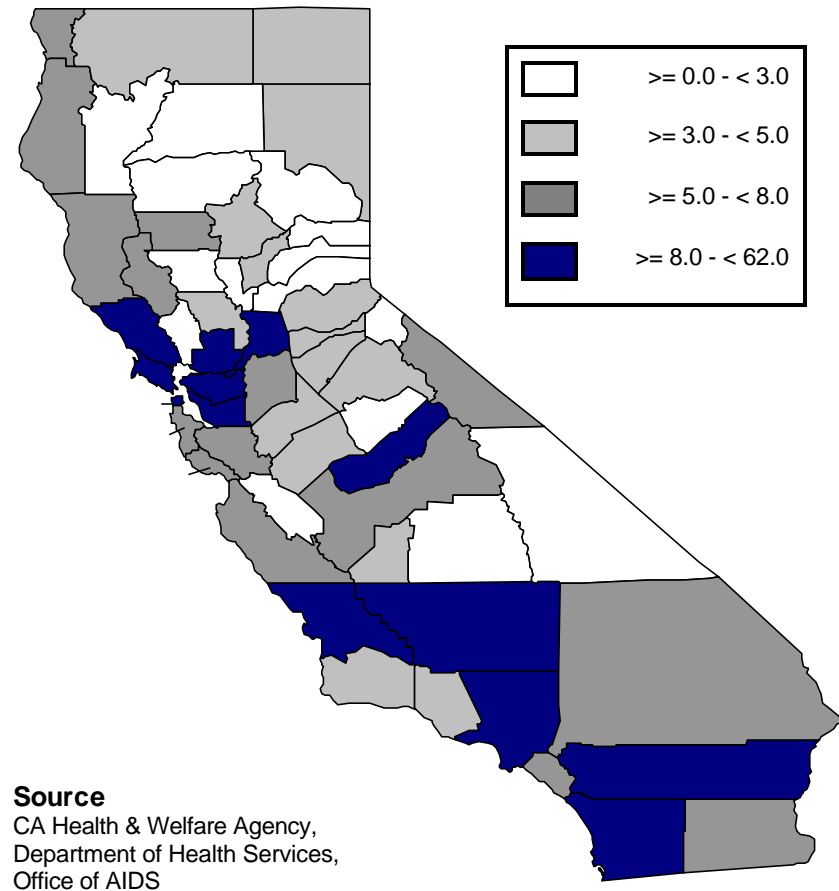 >= 0.0 - < 3.0
>= 3.0 - < 5.0
>= 5.0 - < 8.0
>= 8.0 - < 62.0
Source
CA Health & Welfare Agency,
Department of Health Services,
Office of AIDS